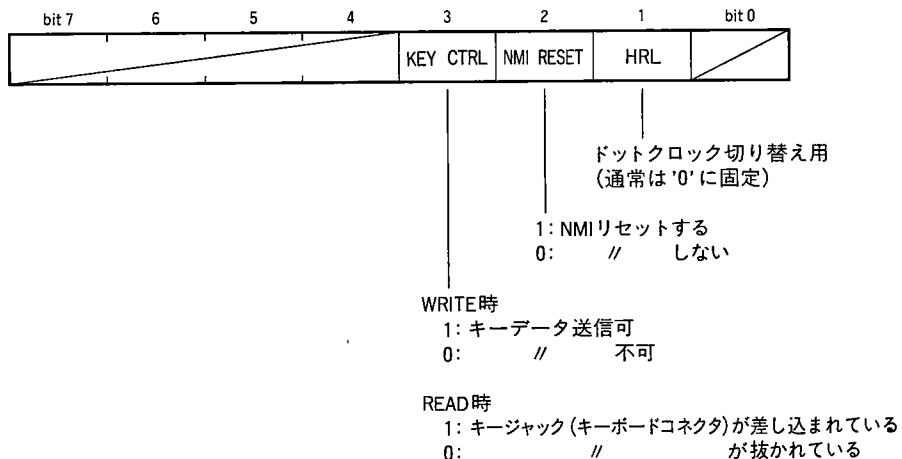 bit 7 6 5 4 3 2 1 bit 0
KEY CTRL NMI RESET HRL
ドットクロック切り替え用
(通常は'0'に固定)
1: NMIリセットする
0: 〃 しない
WRITE時
1: キーデータ送信可
0: 〃 不可
READ時
1: キージャック(キーボードコネクタ)が差し込まれている
0: 〃 が抜かれている